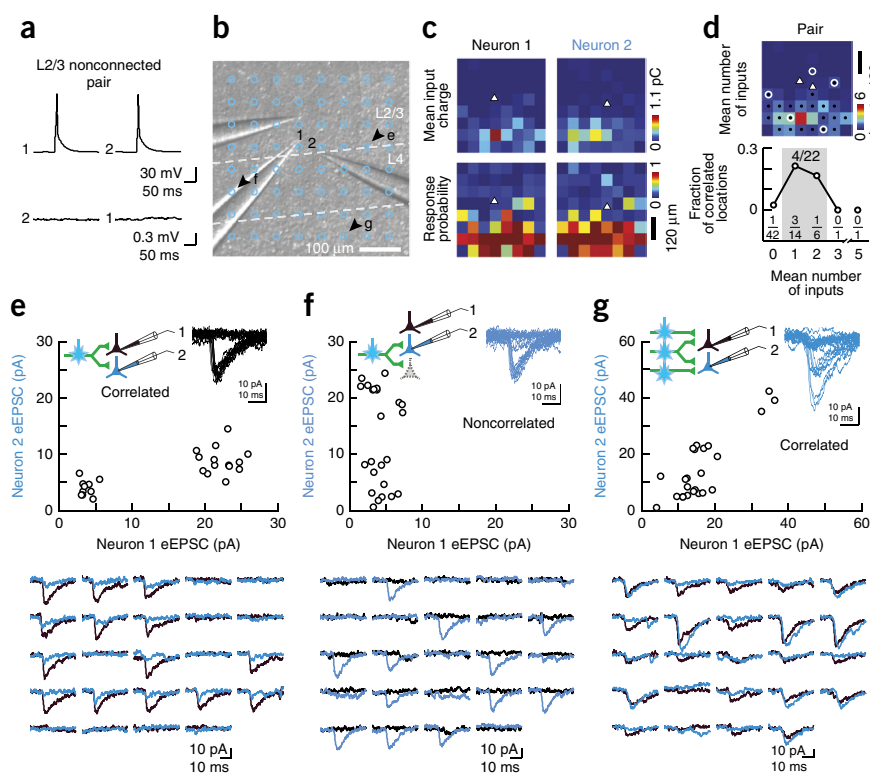 a
L2/3 nonconnected
pair
1
2
30 mV
50 ms
2
1
0.3 mV
50 ms
b
L2/3
1
2
e
L4
f
g
100 µm
c
Neuron 1
Neuron 2
Mean input
charge
0 1.1 pC
Response
probability
0 1
120 µm
d
Pair
Mean number
of inputs
0 6
Fraction
of correlated
locations
0.3
0
4/22
1/42
3/14
1/6
0/1
0/1
0 1 2 3 5
Mean number
of inputs
e
1
2
Correlated
10 pA
10 ms
Neuron 2 eEPSC (pA)
30
20
10
0
0 10 20 30
Neuron 1 eEPSC (pA)
10 pA
10 ms
f
1
2
Noncorrelated
10 pA
10 ms
Neuron 2 eEPSC (pA)
30
20
10
0
0 10 20 30
Neuron 1 eEPSC (pA)
10 pA
10 ms
g
1
2
Correlated
10 pA
10 ms
Neuron 2 eEPSC (pA)
60
40
20
0
0 20 40 60
Neuron 1 eEPSC (pA)
10 pA
10 ms